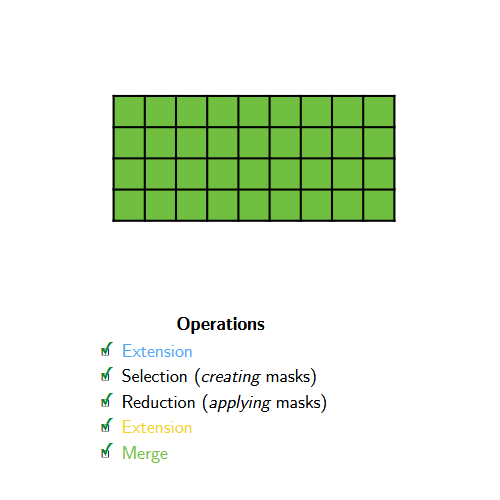 Operations
Extension
Selection (creating masks)
Reduction (applying masks)
Extension
Merge